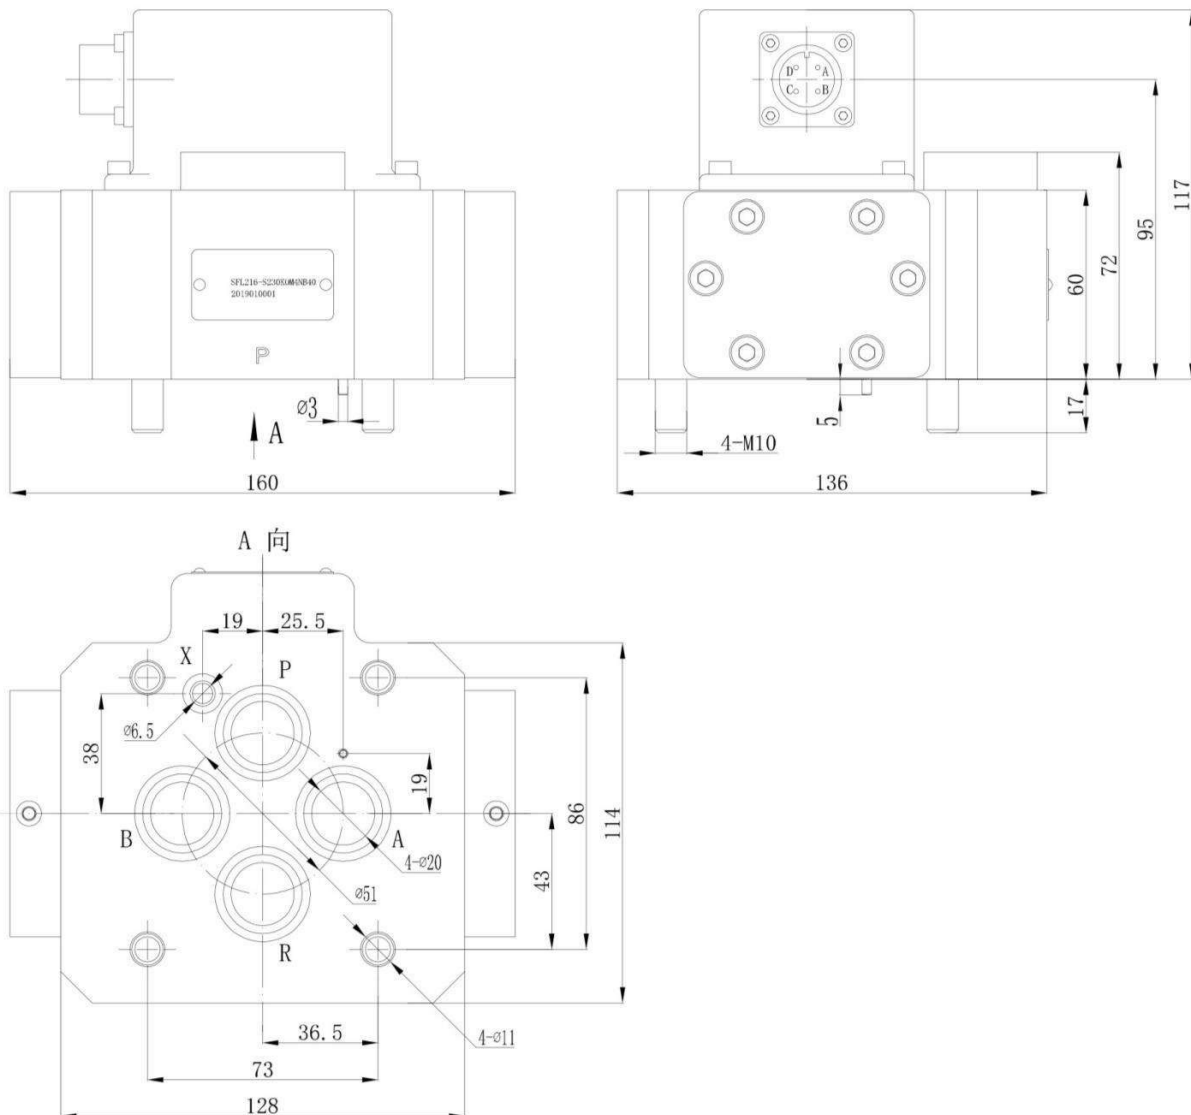 D
A
C
B
SFL216-S230EOM4NB40
2019010001
P
Ø3
A
160
4-M10
136
5
17
60
72
95
117
A 向
19
25.5
X
P
Ø6.5
38
19
B
A
4-Ø20
Ø51
R
43
86
114
36.5
4-Ø11
73
128